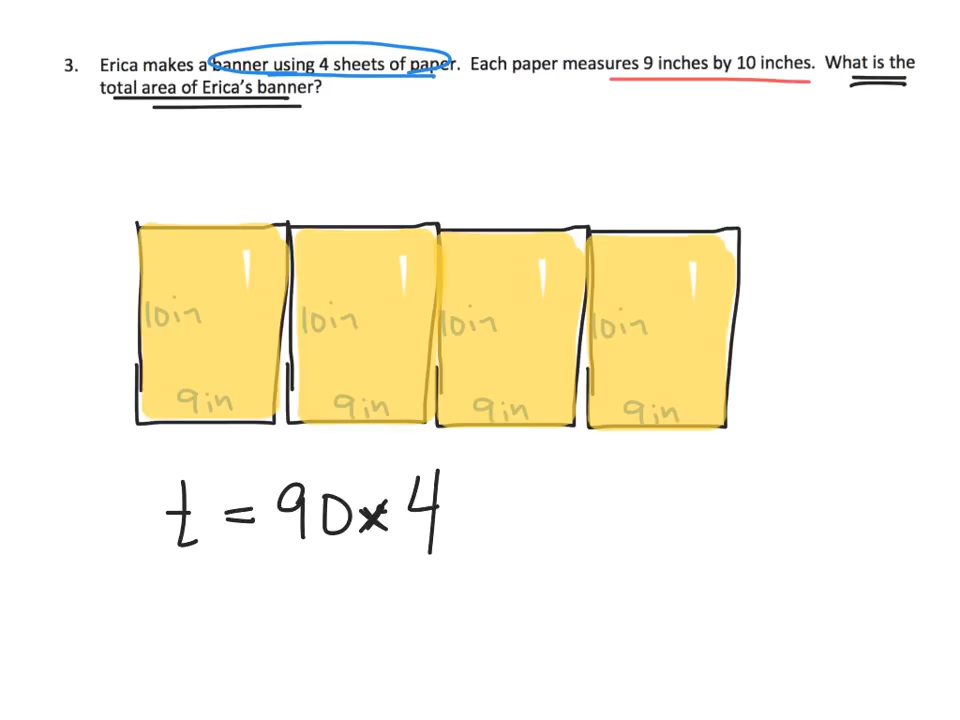 3. Erica makes a banner using 4 sheets of paper. Each paper measures 9 inches by 10 inches. What is the
total area of Erica's banner?
10in 10in 10in 10in
9in 9in 9in 9in
t = 90 x 4